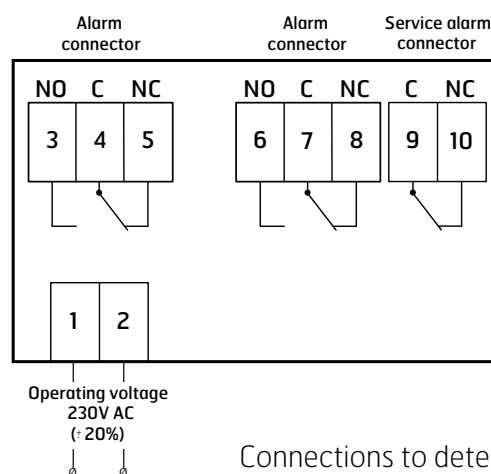 Alarm connector
Alarm connector
Service alarm connector
NO C NC
NO C NC
C NC
3 4 5
6 7 8
9 10
1 2
Operating voltage
230V AC
(±20%)
Connections to dete